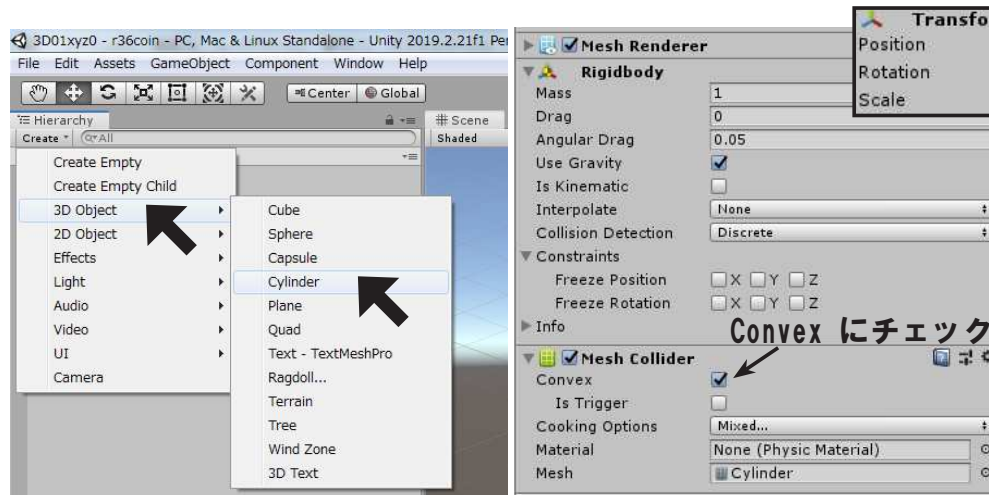 3D01xyz0 - r36coin - PC, Mac & Linux Standalone - Unity 2019.2.21f1 Per
File Edit Assets GameObject Component Window Help
Center Global
Hierarchy
Create All
Create Empty
Create Empty Child
3D Object
2D Object
Effects
Light
Audio
Video
UI
Camera
Cube
Sphere
Capsule
Cylinder
Plane
Quad
Text - TextMeshPro
Ragdoll...
Terrain
Tree
Wind Zone
3D Text
# Scene
Shaded
Mesh Renderer
Rigidbody
Mass 1
Drag 0
Angular Drag 0.05
Use Gravity
Is Kinematic
Interpolate None
Collision Detection Discrete
Constraints
Freeze Position X Y Z
Freeze Rotation X Y Z
Info
Convex にチェック
Mesh Collider
Convex
Is Trigger
Cooking Options Mixed...
Material None (Physic Material)
Mesh Cylinder
Transfo
Position
Rotation
Scale